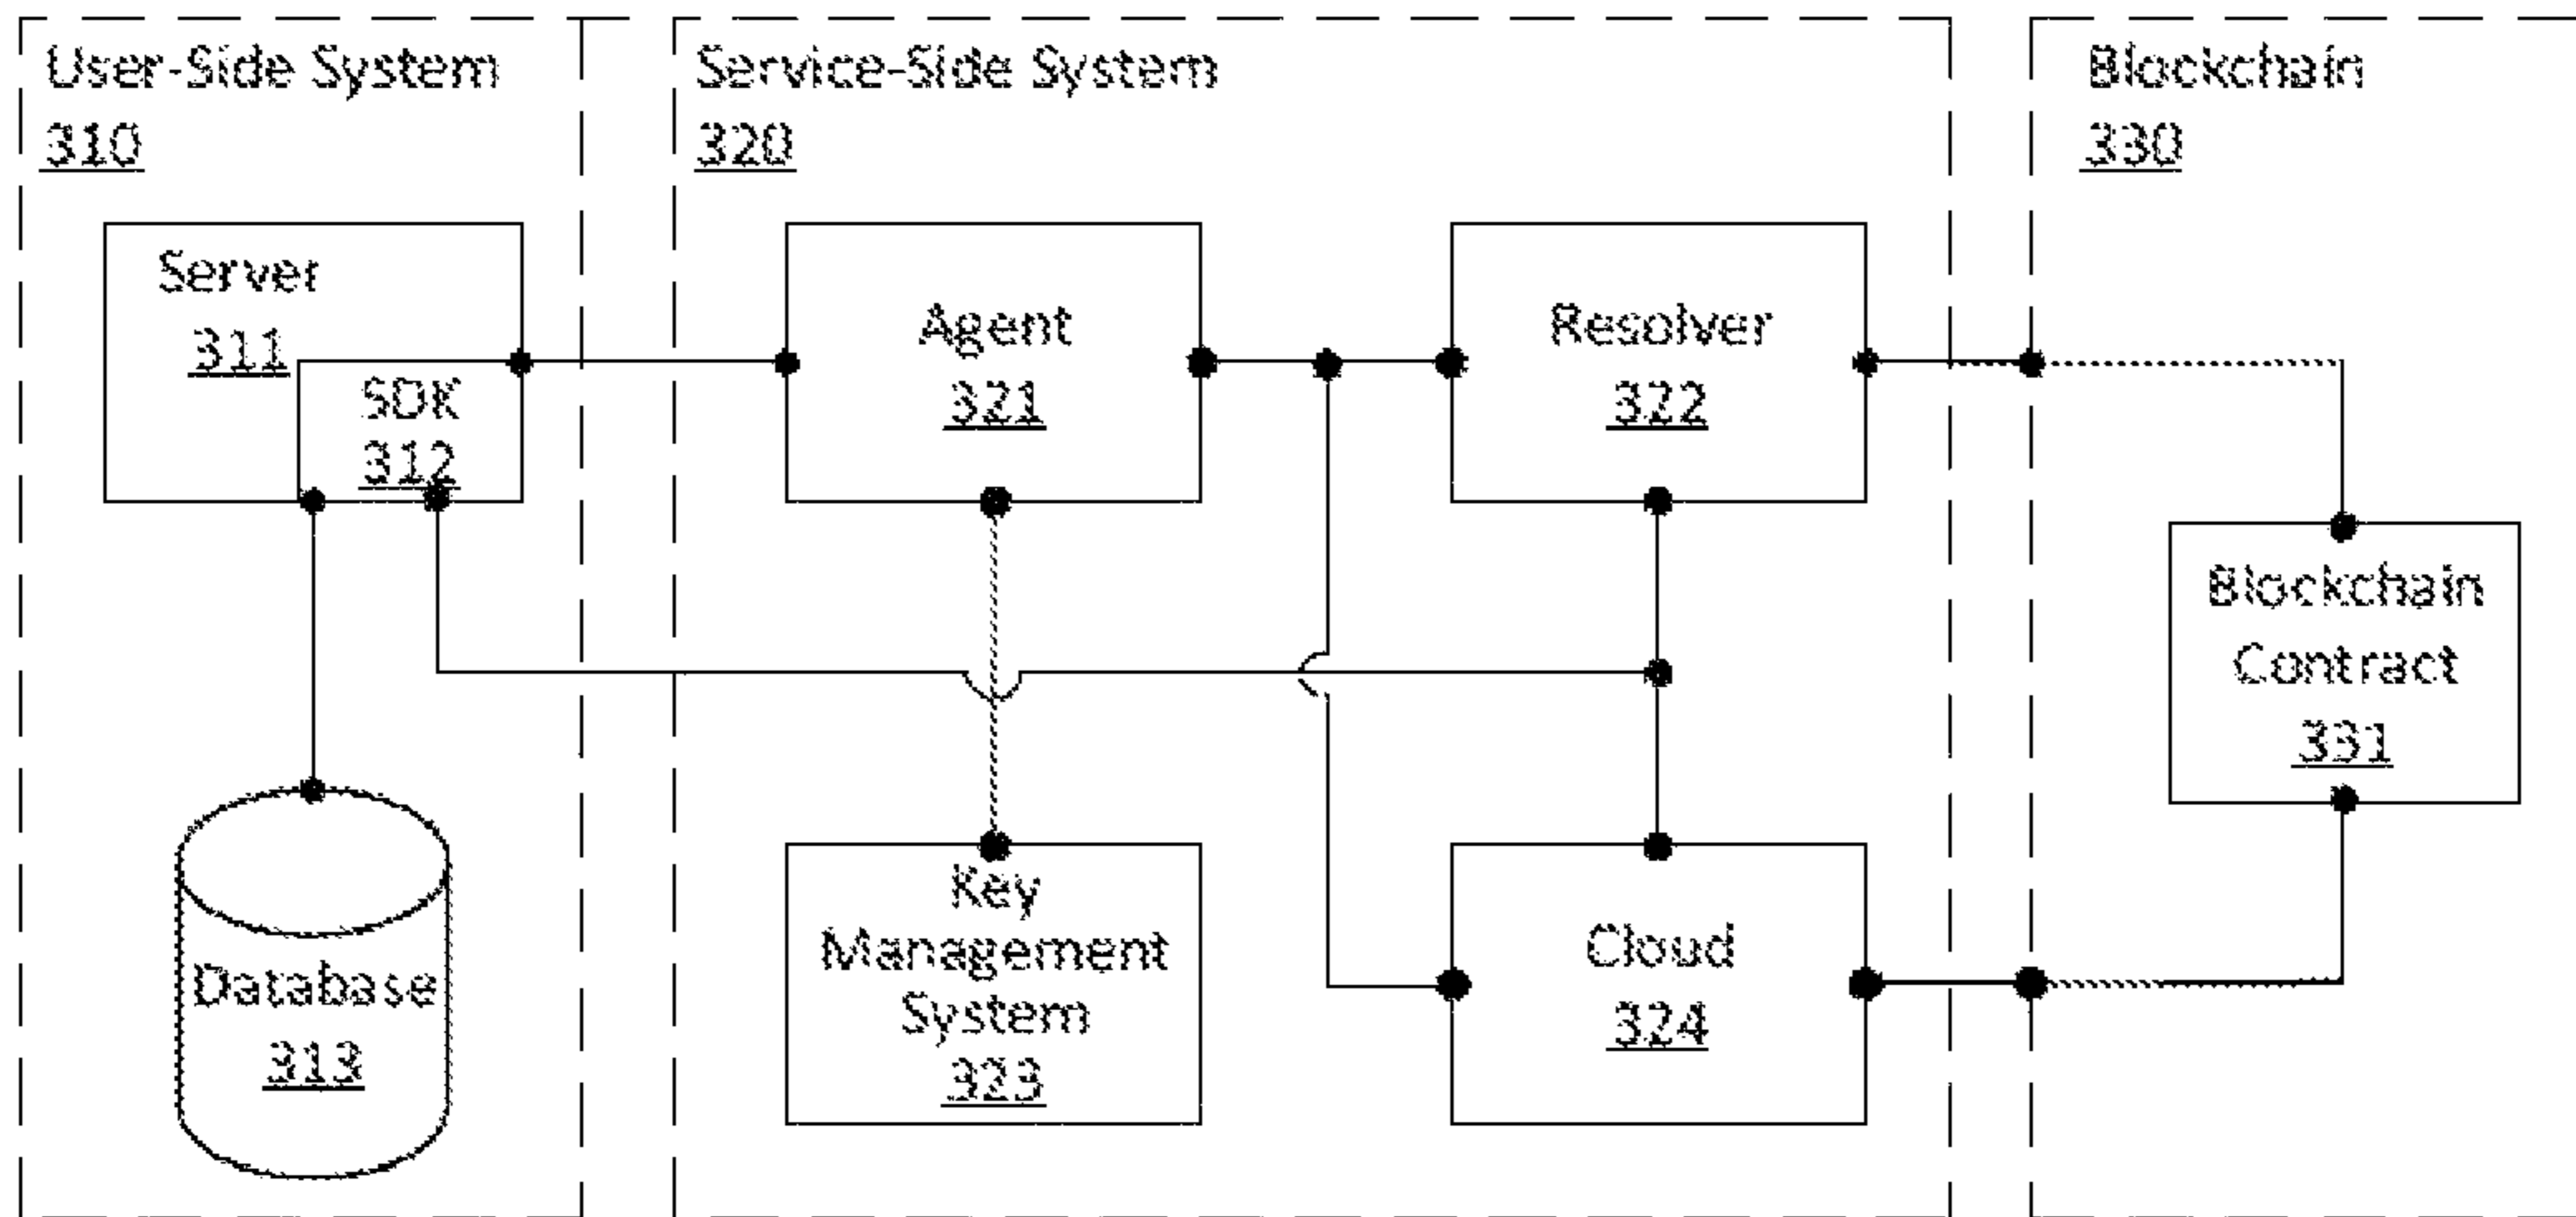 User-Side System
310
Server
311
SDK
312
Database
313
Service-Side System
320
Agent
321
Resolver
322
Key
Management
System
323
Cloud
324
Blockchain
330
Blockchain
Contract
331